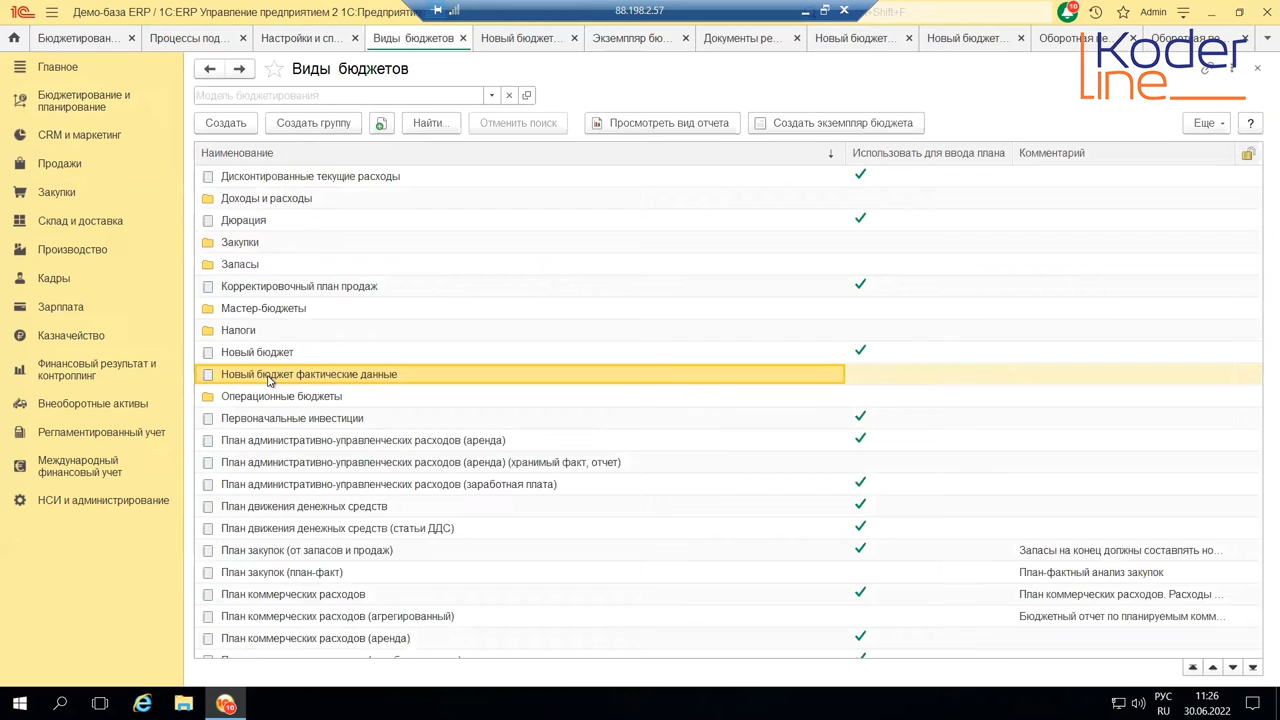 Демо-база ERP / 1С:ERP Управление предприятием 2 1С:Предприяти
88.198.2.57
+Shift+F
10
Admin
Бюджетирован...
Процессы под...
Настройки и сп...
Виды бюджетов
Новый бюджет...
Экземпляр бю...
Документы ре...
Новый бюджет...
Новый бюджет...
Оборотная ве
Оборотная
Koder
line
Главное
Бюджетирование и
планирование
CRM и маркетинг
Продажи
Закупки
Склад и доставка
Производство
Кадры
Зарплата
Казначейство
Финансовый результат и
контроллинг
Внеоборотные активы
Регламентированный учет
Международный
финансовый учет
НСИ и администрирование
Виды бюджетов
Модель бюджетирования
Создать
Создать группу
Найти...
Отменить поиск
Просмотреть вид отчета
Создать экземпляр бюджета
Еще
?
Наименование
Использовать для ввода плана
Комментарий
Дисконтированные текущие расходы
Доходы и расходы
Дюрация
Закупки
Запасы
Корректировочный план продаж
Мастер-бюджеты
Налоги
Новый бюджет
Новый бюджет фактические данные
Операционные бюджеты
Первоначальные инвестиции
План административно-управленческих расходов (аренда)
План административно-управленческих расходов (аренда) (хранимый факт, отчет)
План административно-управленческих расходов (заработная плата)
План движения денежных средств
План движения денежных средств (статьи ДДС)
План закупок (от запасов и продаж)
Запасы на конец должны составлять но...
План закупок (план-факт)
План-фактный анализ закупок
План коммерческих расходов
План коммерческих расходов. Расходы ...
План коммерческих расходов (агрегированный)
Бюджетный отчет по планируемым комм...
План коммерческих расходов (аренда)
10
РУС
RU
11:26
30.06.2022